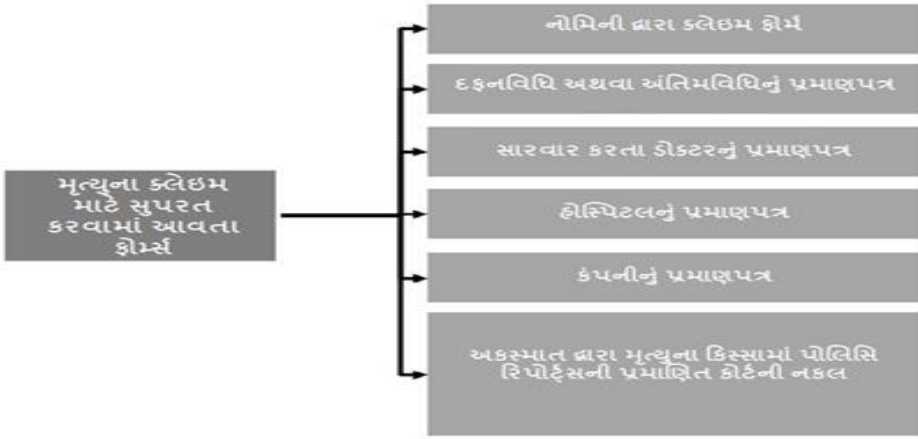 મૃત્યુના ક્લેઇમ
માટે સુપરત
કરવામાં આવતા
ફોર્મ્સ
નોમિની દ્વારા ક્લેઇમ ફોર્મ
દફનવિધિ અથવા અંતિમવિધિનું પ્રમાણપત્ર
સારવાર કરતા ડોક્ટરનું પ્રમાણપત્ર
હોસ્પિટલનું પ્રમાણપત્ર
કંપનીનું પ્રમાણપત્ર
અકસ્માત દ્વારા મૃત્યુના કિસ્સામાં પોલિસિ
રિપોર્ટ્સની પ્રમાણિત કોર્ટની નકલ